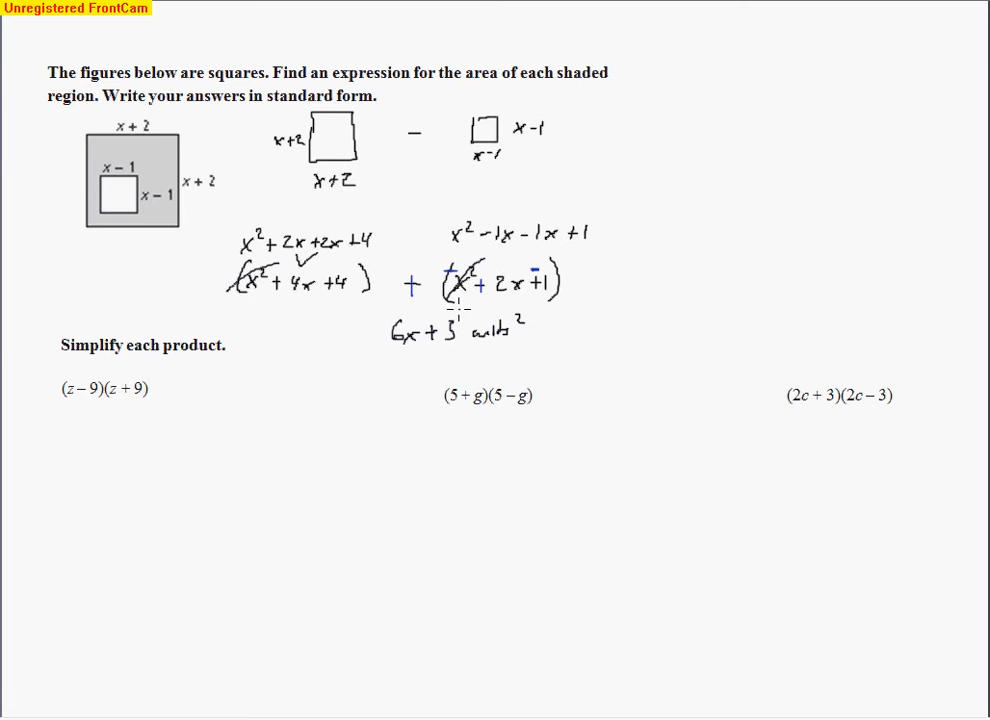 Unregistered FrontCam
The figures below are squares. Find an expression for the area of each shaded
region. Write your answers in standard form.
x + 2
x – 1
x – 1
x + 2
x+2
x+2
–
x-1
x-1
x² + 2x + 2x + 4
x² - 1x - 1x + 1
(x² + 4x + 4) + (x² + 2x - 1)
6x + 3 units²
Simplify each product.
(z – 9)(z + 9)
(5 + g)(5 – g)
(2c + 3)(2c – 3)